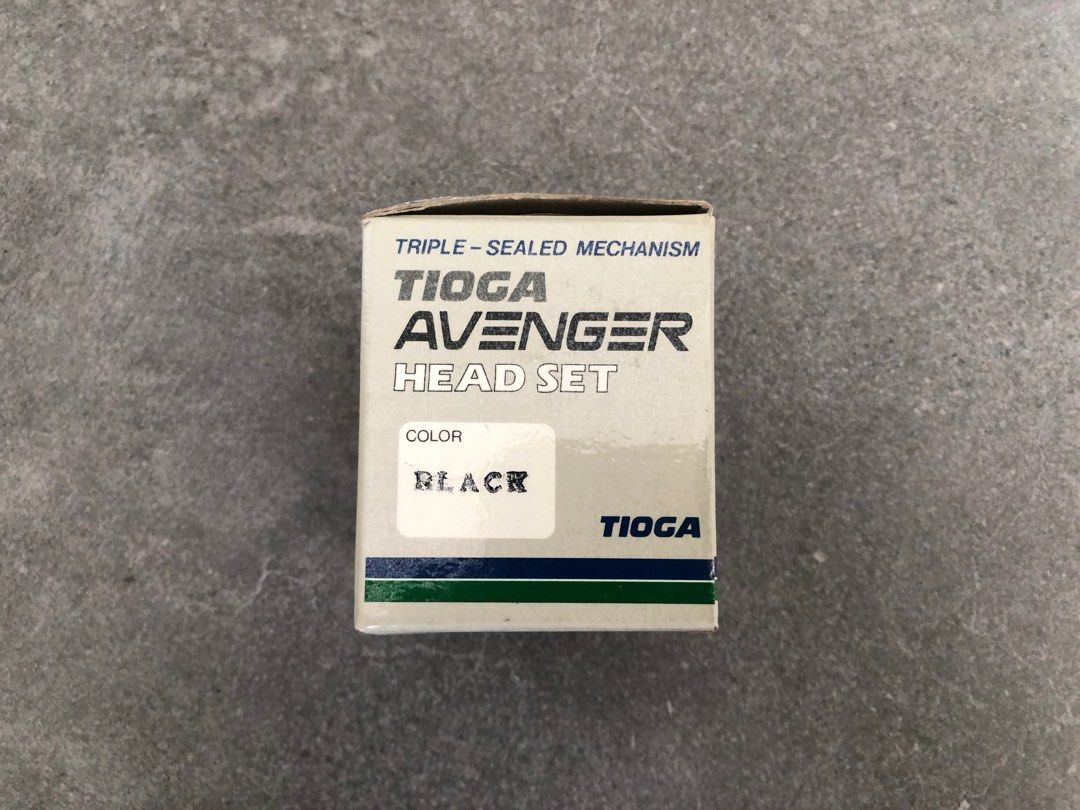 TRIPLE-SEALED MECHANISM
TIOGA
AVENGER
HEAD SET
COLOR
BLACK
TIOGA